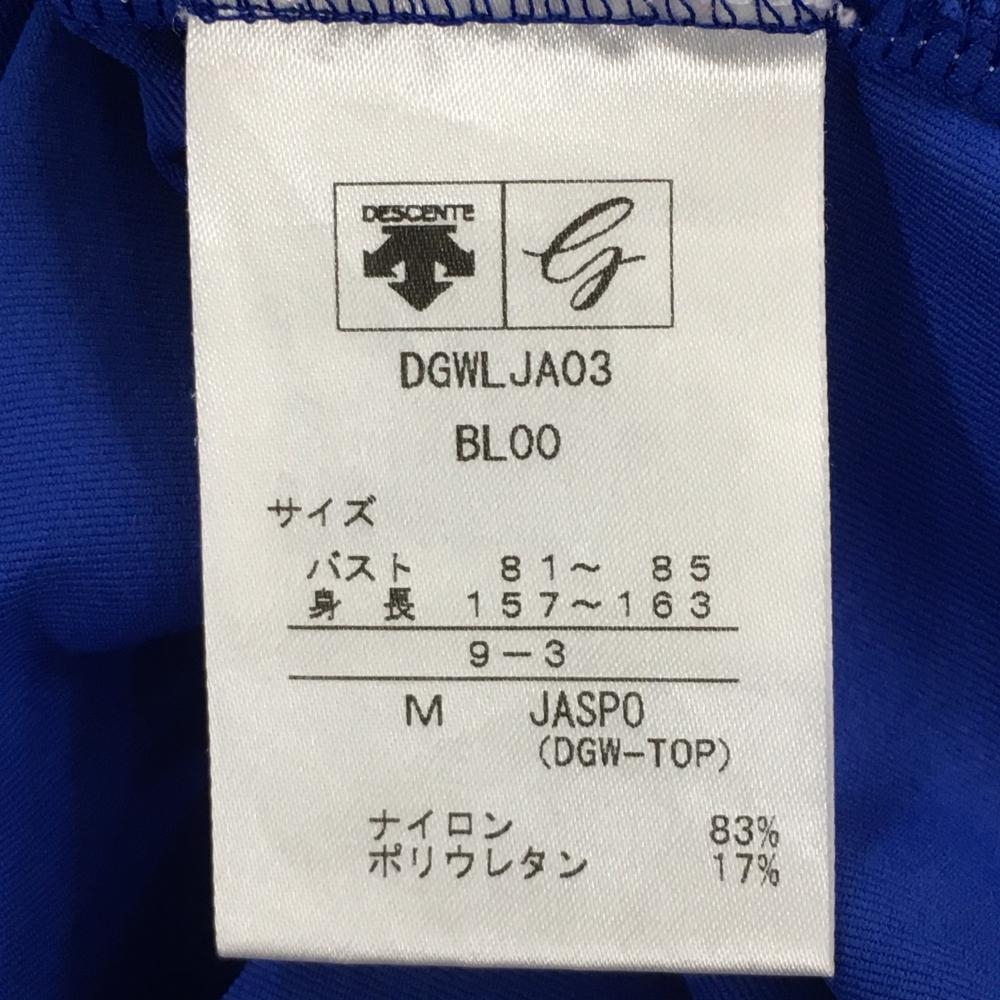 DESCENTE
G
DGWLJA03
BL00
サイズ
バスト 81～ 85
身 長 157～163
9-3
M JASPO
(DGW-TOP)
ナイロン 83%
ポリウレタン 17%